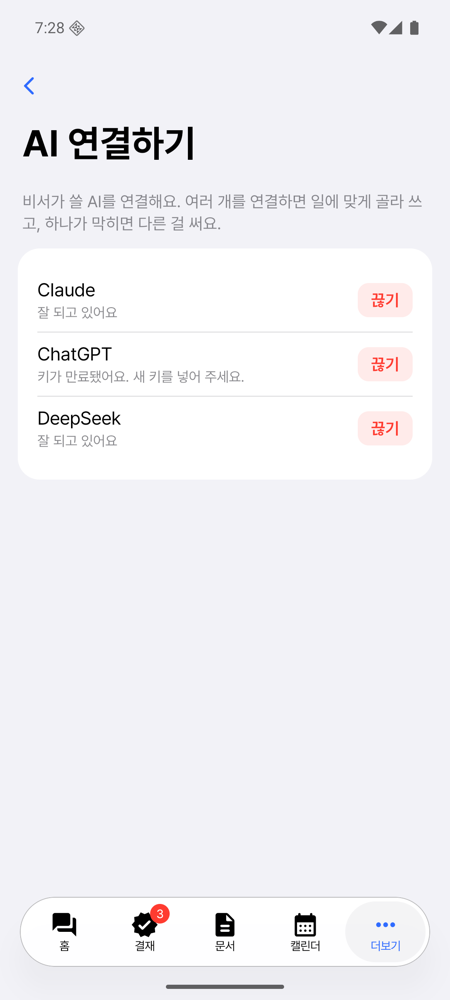 7:28
AI 연결하기
비서가 쓸 AI를 연결해요. 여러 개를 연결하면 일에 맞게 골라 쓰
고, 하나가 막히면 다른 걸 써요.
Claude
잘 되고 있어요
끊기
ChatGPT
키가 만료됐어요. 새 키를 넣어 주세요.
끊기
DeepSeek
잘 되고 있어요
끊기
3
홈
결재
문서
캘린더
더보기